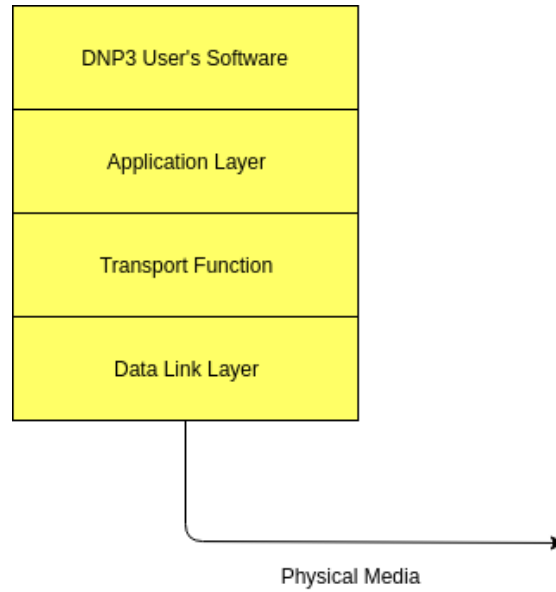 DNP3 User's Software
Application Layer
Transport Function
Data Link Layer
Physical Media